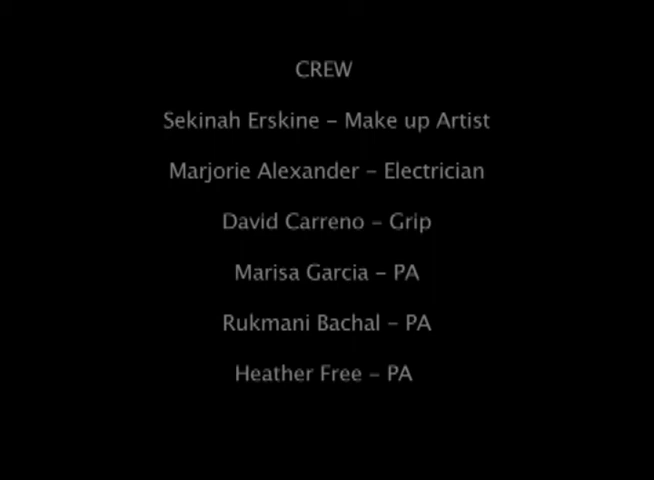 CREW
Sekinah Erskine - Make up Artist
Marjorie Alexander - Electrician
David Carreno - Grip
Marisa Garcia - PA
Rukmani Bachal - PA
Heather Free - PA